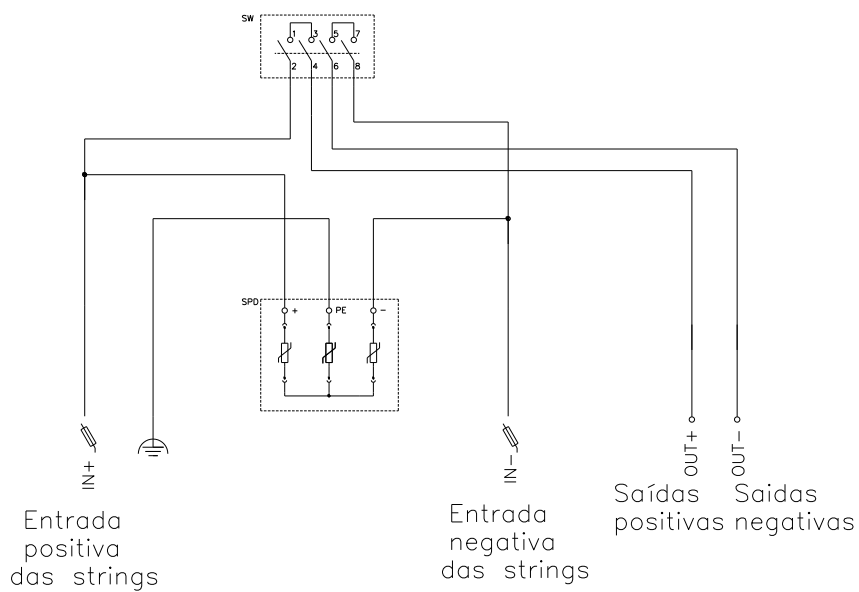 SW
1 3 5 7
2 4 6 8
SPD
+ PE -
IN+
IN-
OUT+
OUT-
Entrada
positiva
das strings
Entrada
negativa
das strings
Saídas
positivas
Saidas
negativas